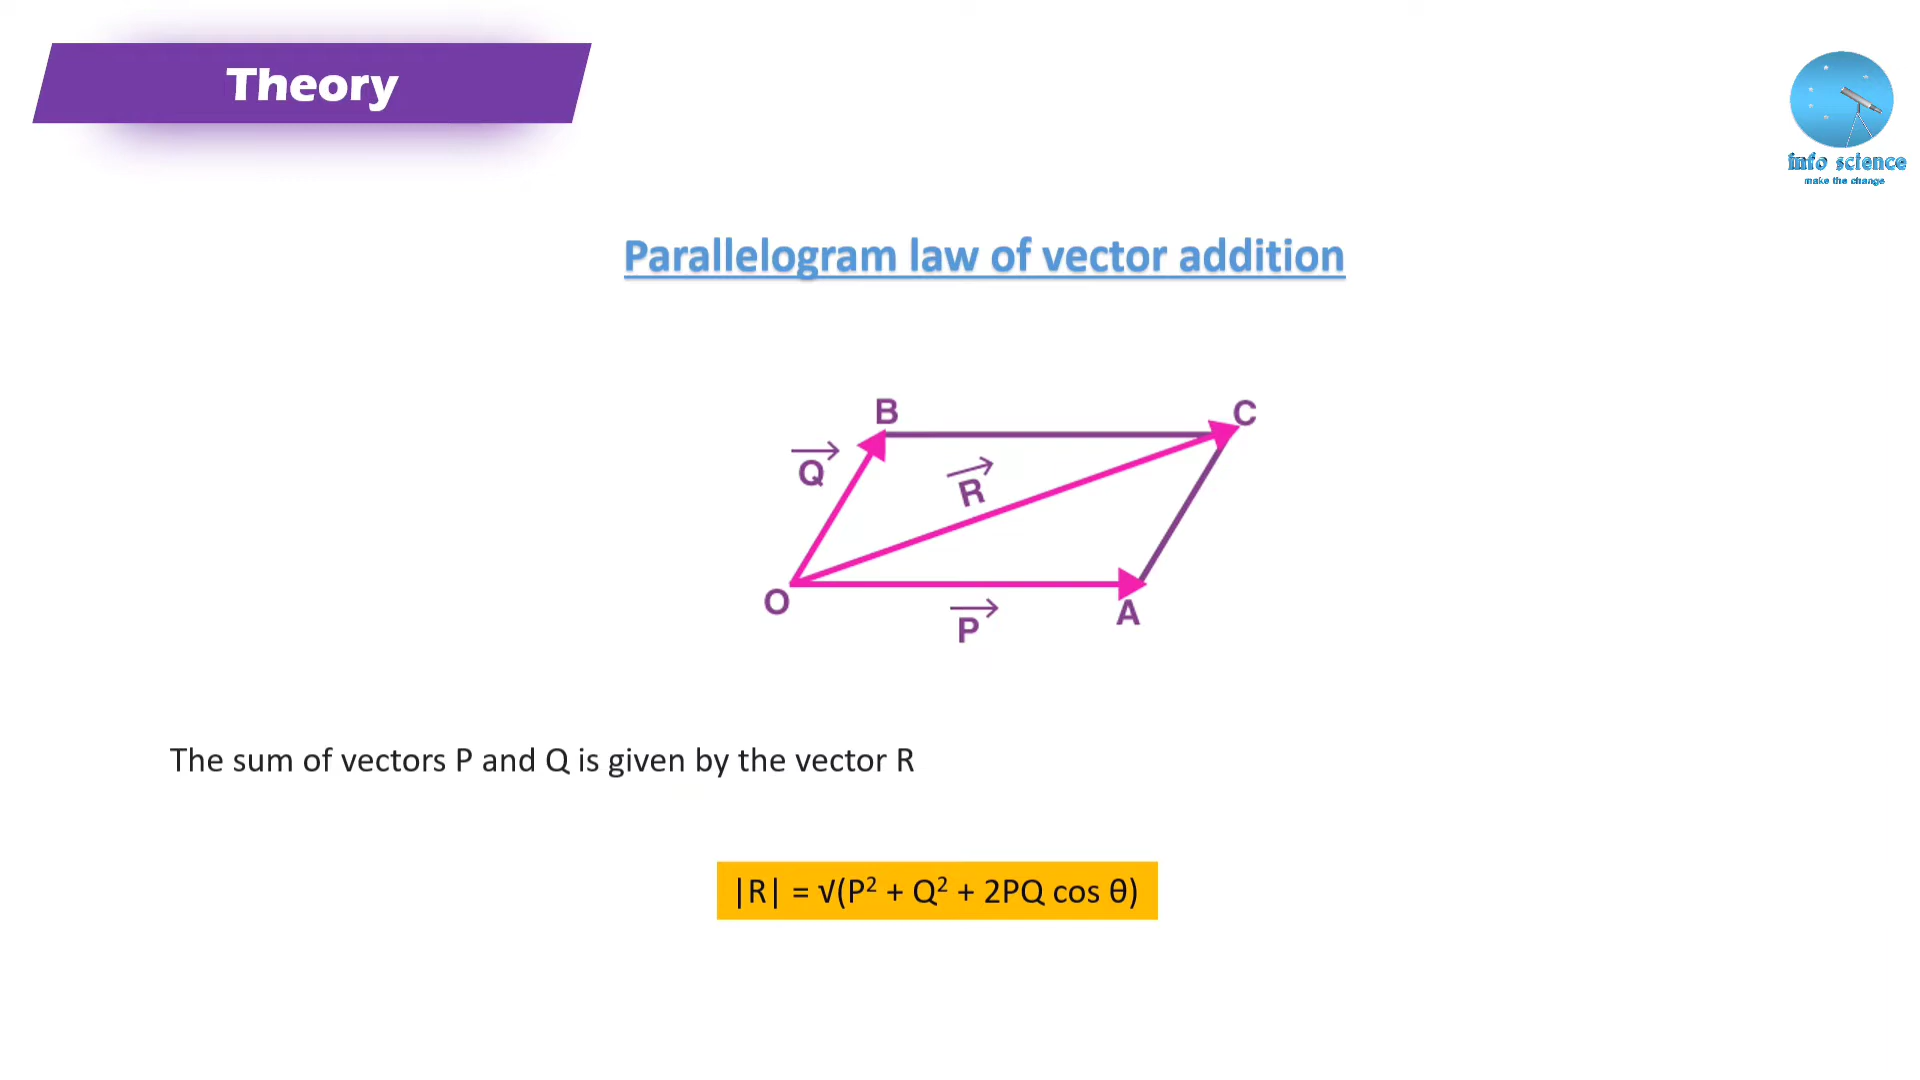 Theory
info science
make the change
Parallelogram law of vector addition
B
C
Q
R
O
P
A
The sum of vectors P and Q is given by the vector R
|R| = √(P² + Q² + 2PQ cos θ)